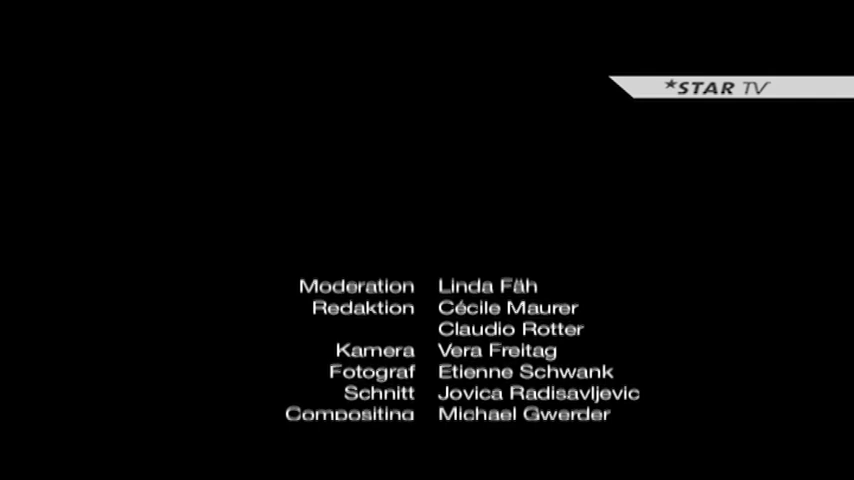 *STAR TV
Moderation Linda Fäh
Redaktion Cécile Maurer
Claudio Rotter
Kamera Vera Freitag
Fotograf Etienne Schwank
Schnitt Jovica Radisavljevic
Compositing Michael Gwerder